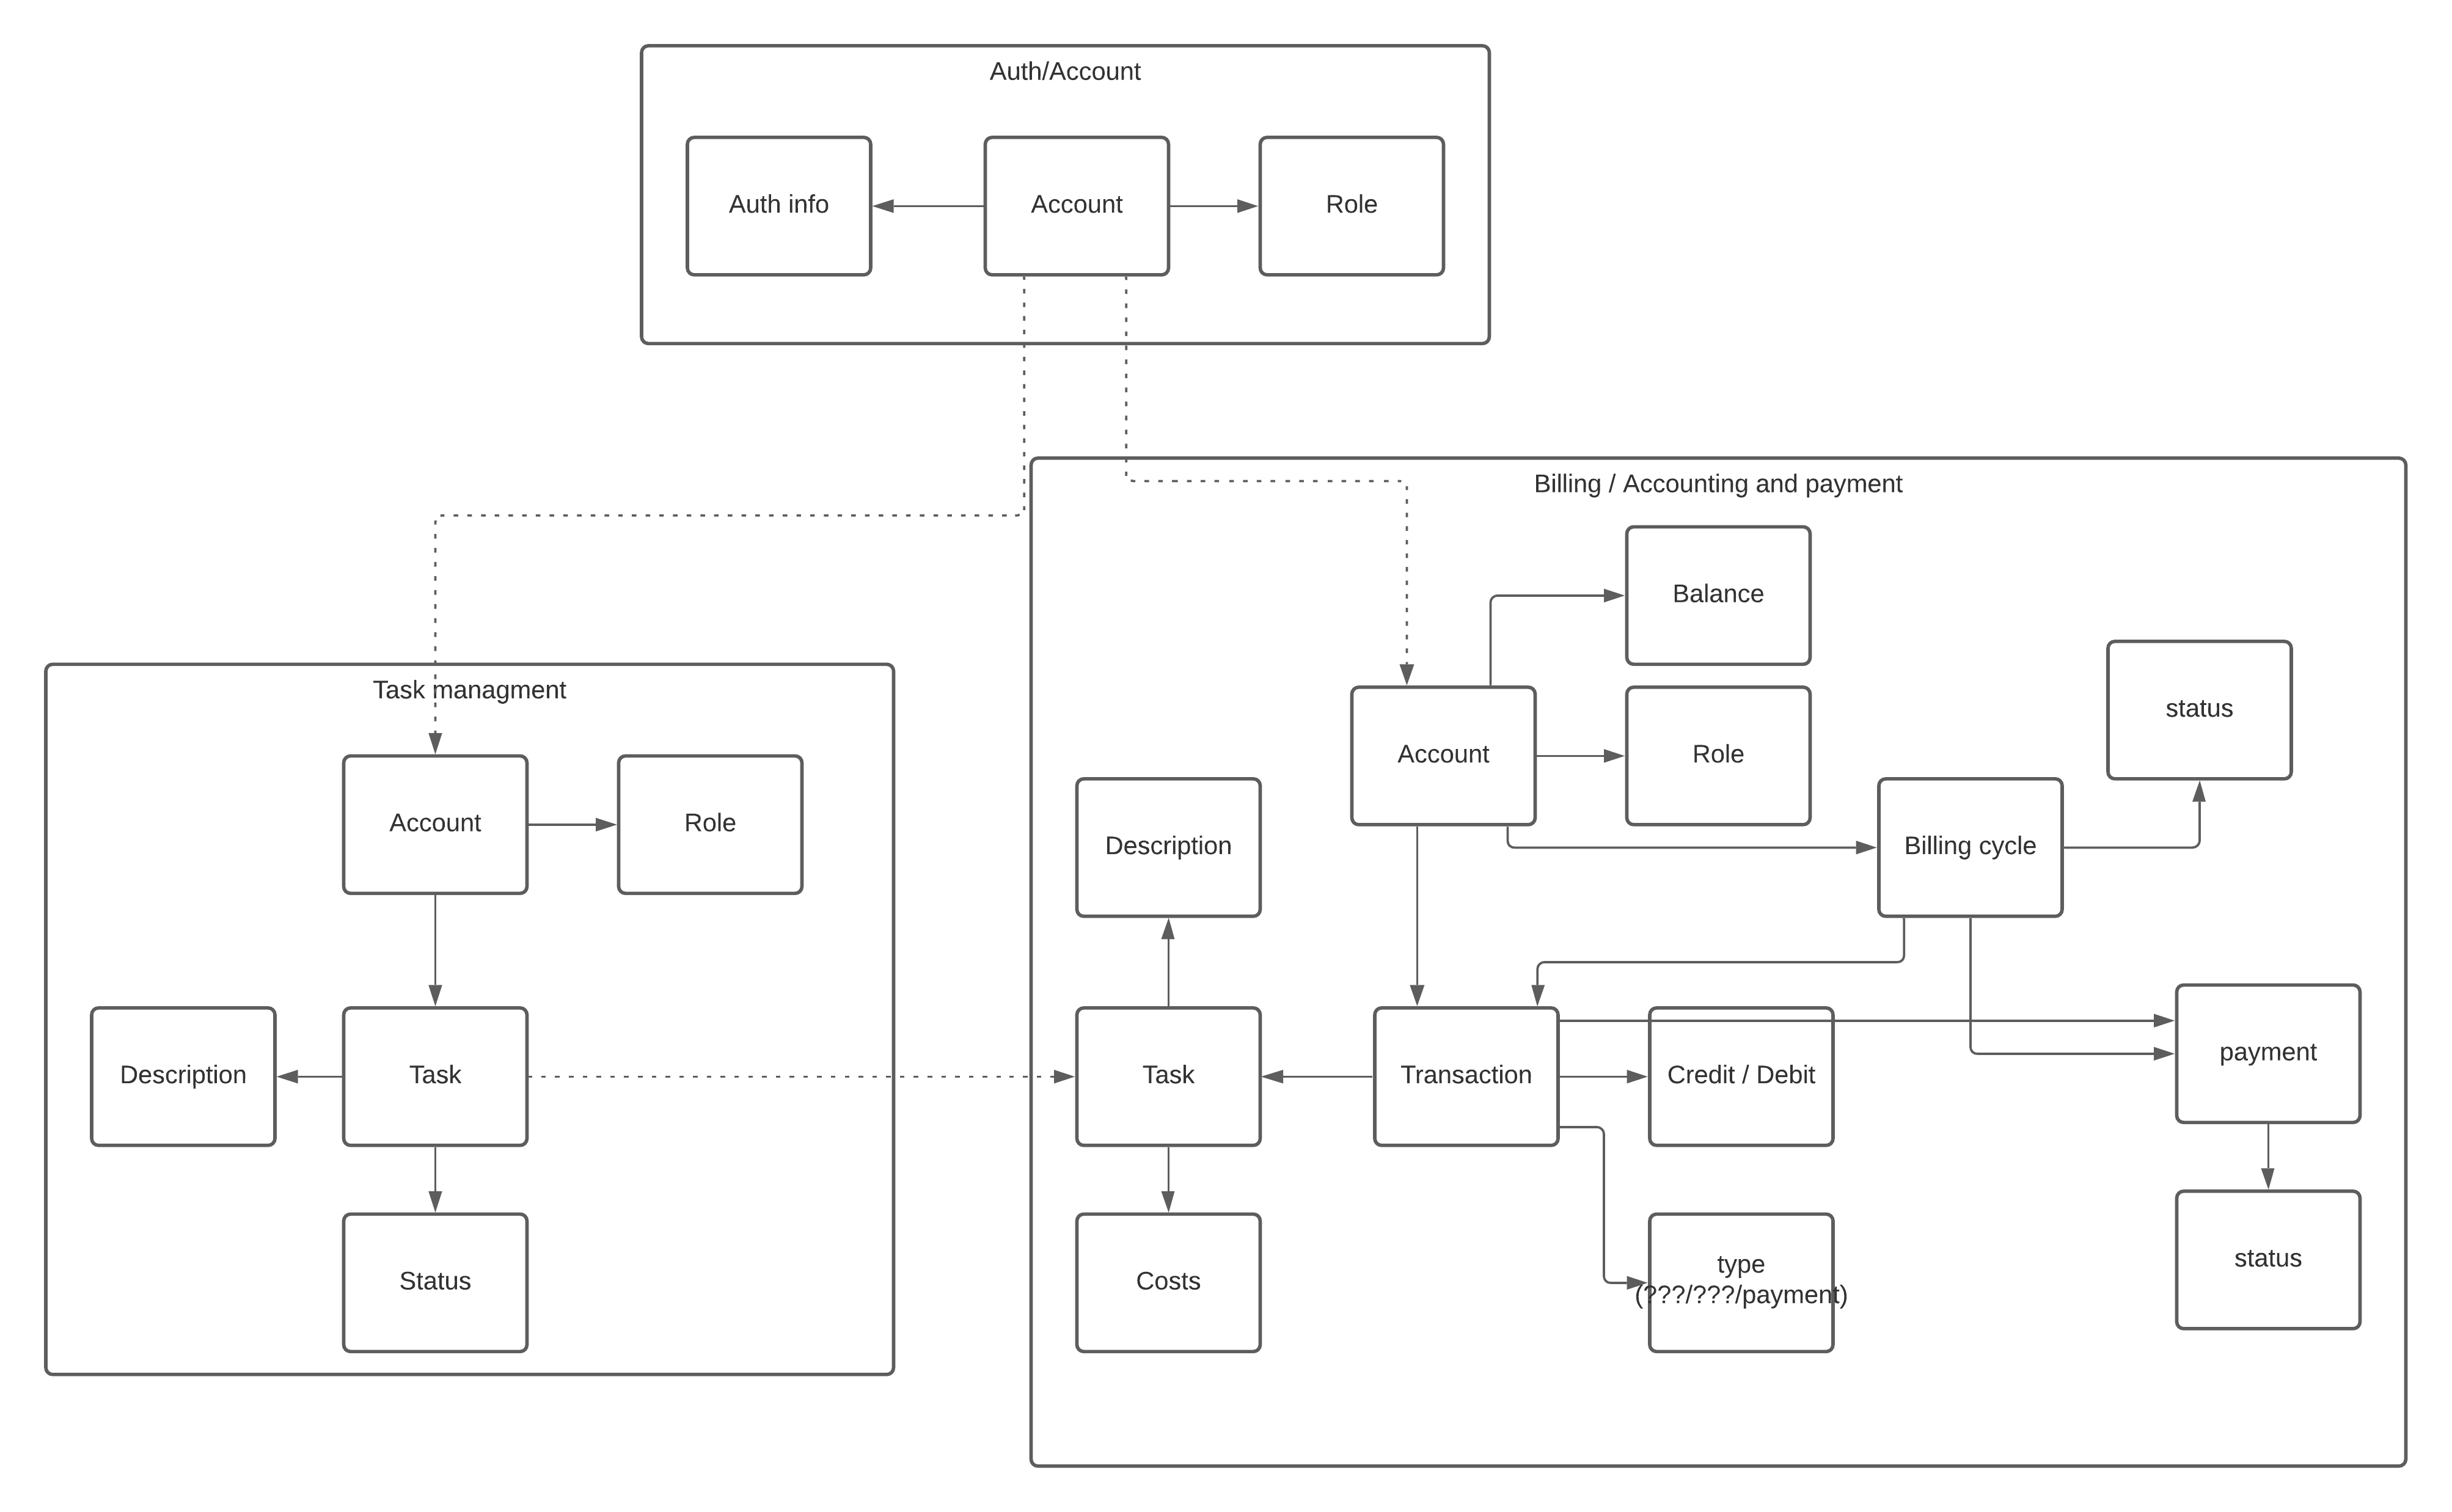 Auth/Account
Auth info
Account
Role
Billing / Accounting and payment
Balance
status
Account
Role
Billing cycle
Description
Task
Transaction
Credit / Debit
payment
Costs
type
(???/???/payment)
status
Task managment
Account
Role
Description
Task
Status